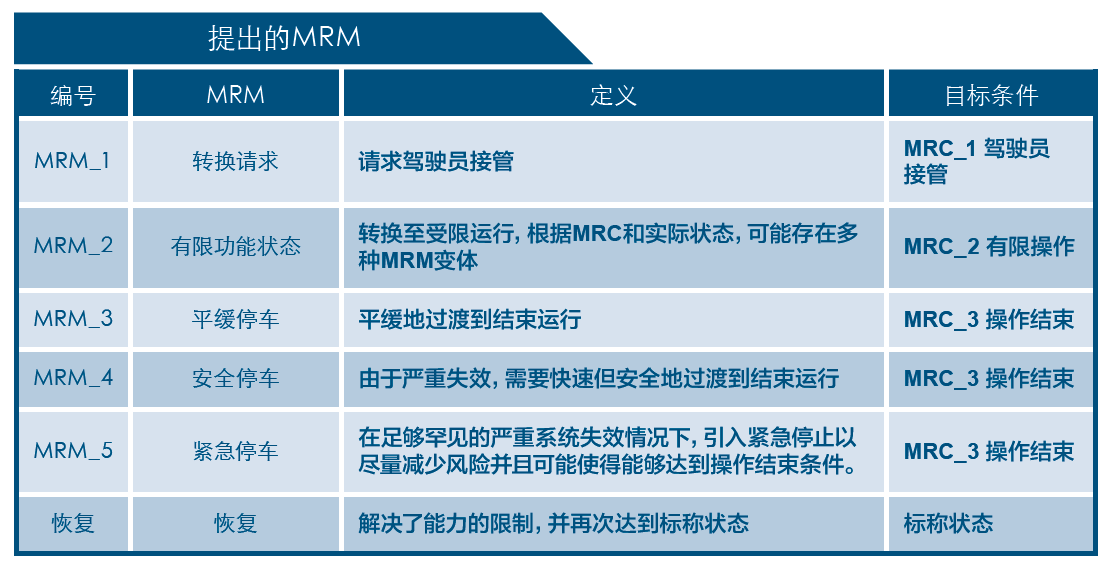 提出的MRM
编号 MRM 定义 目标条件
MRM_1 转换请求 请求驾驶员接管 MRC_1 驾驶员
接管
MRM_2 有限功能状态 转换至受限运行, 根据MRC和实际状态, 可能存在多
种MRM变体 MRC_2 有限操作
MRM_3 平缓停车 平缓地过渡到结束运行 MRC_3 操作结束
MRM_4 安全停车 由于严重失效, 需要快速但安全地过渡到结束运行 MRC_3 操作结束
MRM_5 紧急停车 在足够罕见的严重系统失效情况下, 引入紧急停止以
尽量减少风险并且可能使得能够达到操作结束条件。 MRC_3 操作结束
恢复 恢复 解决了能力的限制, 并再次达到标称状态 标称状态